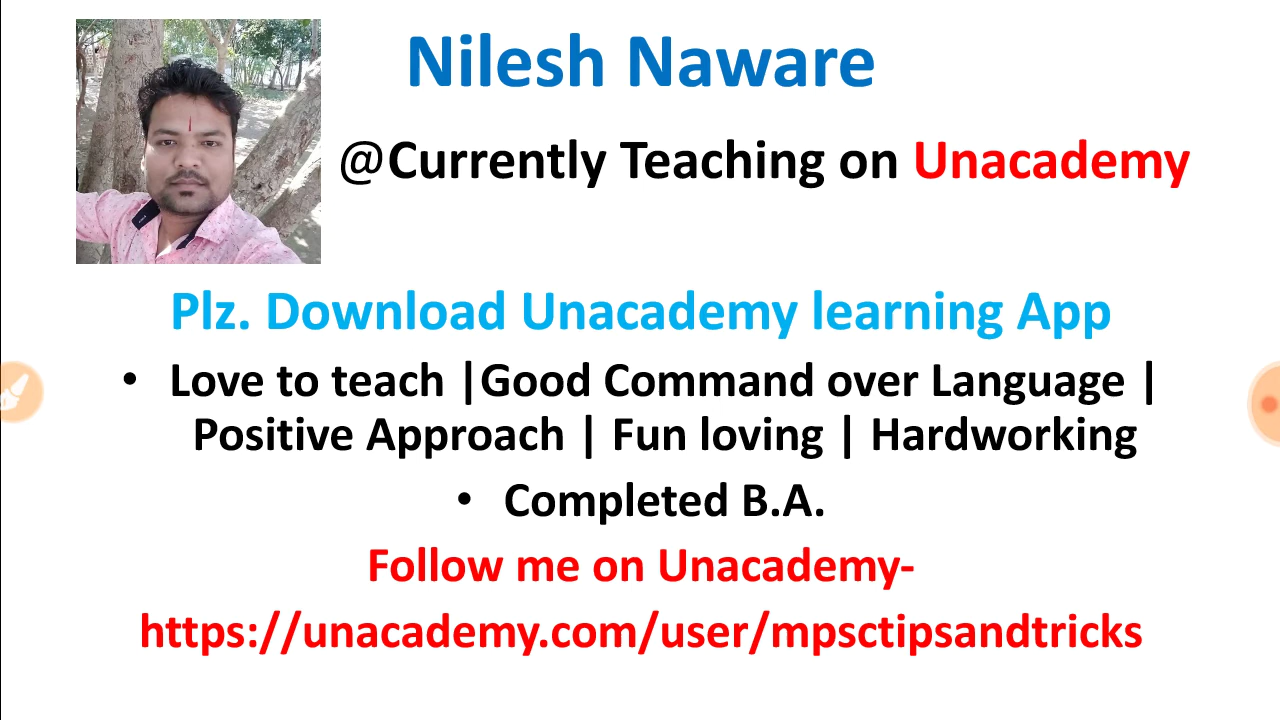 Nilesh Naware
@Currently Teaching on Unacademy
Plz. Download Unacademy learning App
• Love to teach |Good Command over Language |
Positive Approach | Fun loving | Hardworking
• Completed B.A.
Follow me on Unacademy-
https://unacademy.com/user/mpsctipsandtricks